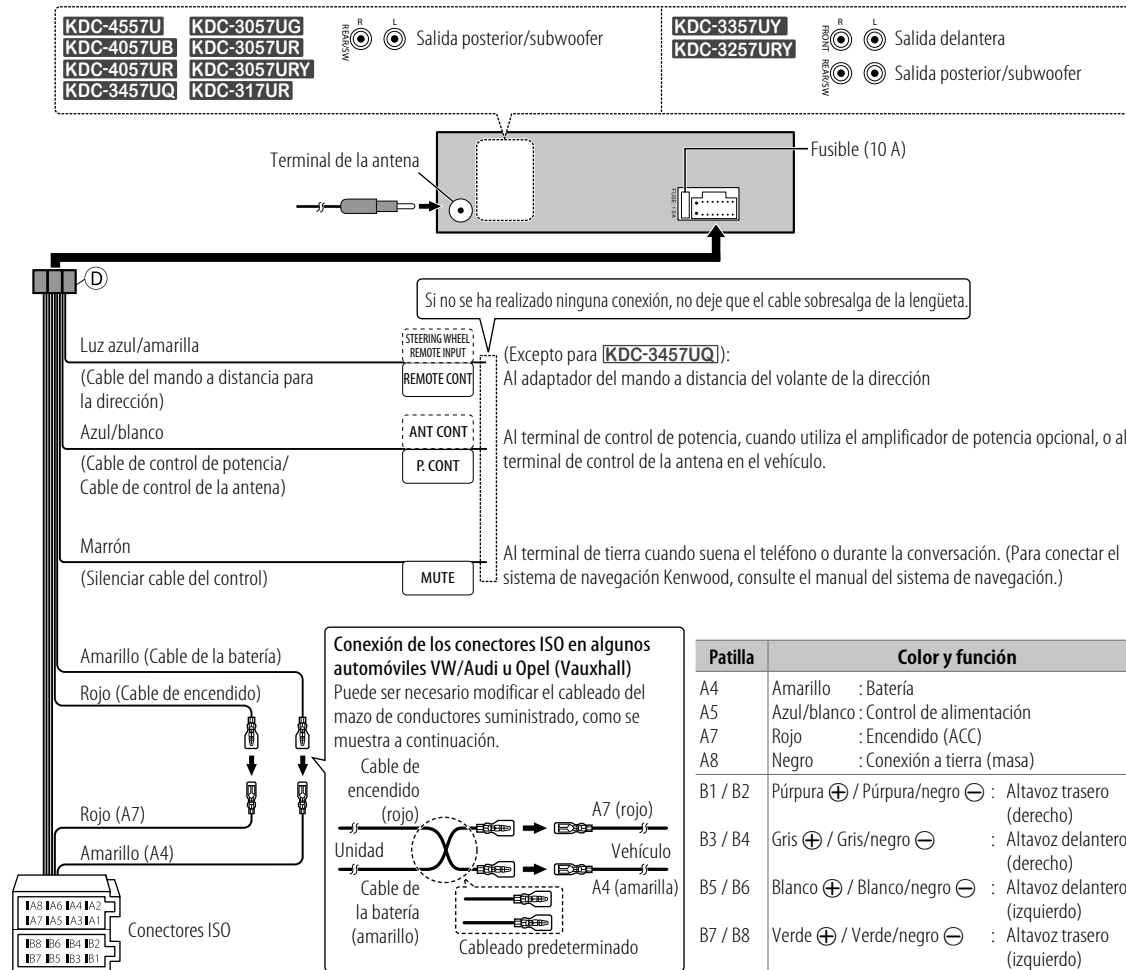 KDC-4557U KDC-3057UG
KDC-4057UB KDC-3057UR
KDC-4057UR KDC-3057URY
KDC-3457UQ KDC-317UR
REAR/SW
R L
Salida posterior/subwoofer
KDC-3357UY
KDC-3257URY
FRONT
R L
Salida delantera
REAR/SW
Salida posterior/subwoofer
Terminal de la antena
Fusible (10 A)
FUSE-10A
D
Si no se ha realizado ninguna conexión, no deje que el cable sobresalga de la lengüeta.
Luz azul/amarilla
(Cable del mando a distancia para
la dirección)
STEERING WHEEL
REMOTE INPUT
REMOTE CONT
(Excepto para KDC-3457UQ):
Al adaptador del mando a distancia del volante de la dirección
Azul/blanco
(Cable de control de potencia/
Cable de control de la antena)
ANT CONT
P. CONT
Al terminal de control de potencia, cuando utiliza el amplificador de potencia opcional, o al
terminal de control de la antena en el vehículo.
Marrón
(Silenciar cable del control)
MUTE
Al terminal de tierra cuando suena el teléfono o durante la conversación. (Para conectar el
sistema de navegación Kenwood, consulte el manual del sistema de navegación.)
Amarillo (Cable de la batería)
Rojo (Cable de encendido)
Rojo (A7)
Amarillo (A4)
A8 A6 A4 A2
A7 A5 A3 A1
B8 B6 B4 B2
B7 B5 B3 B1
Conectores ISO
Conexión de los conectores ISO en algunos
automóviles VW/Audi u Opel (Vauxhall)
Puede ser necesario modificar el cableado del
mazo de conductores suministrado, como se
muestra a continuación.
Cable de
encendido
(rojo)
A7 (rojo)
Unidad
Vehículo
Cable de
la batería
(amarillo)
A4 (amarilla)
Cableado predeterminado
Patilla Color y función
A4 Amarillo : Batería
A5 Azul/blanco : Control de alimentación
A7 Rojo : Encendido (ACC)
A8 Negro : Conexión a tierra (masa)
B1 / B2 Púrpura ⊕ / Púrpura/negro ⊖ : Altavoz trasero
(derecho)
B3 / B4 Gris ⊕ / Gris/negro ⊖ : Altavoz delantero
(derecho)
B5 / B6 Blanco ⊕ / Blanco/negro ⊖ : Altavoz delantero
(izquierdo)
B7 / B8 Verde ⊕ / Verde/negro ⊖ : Altavoz trasero
(izquierdo)